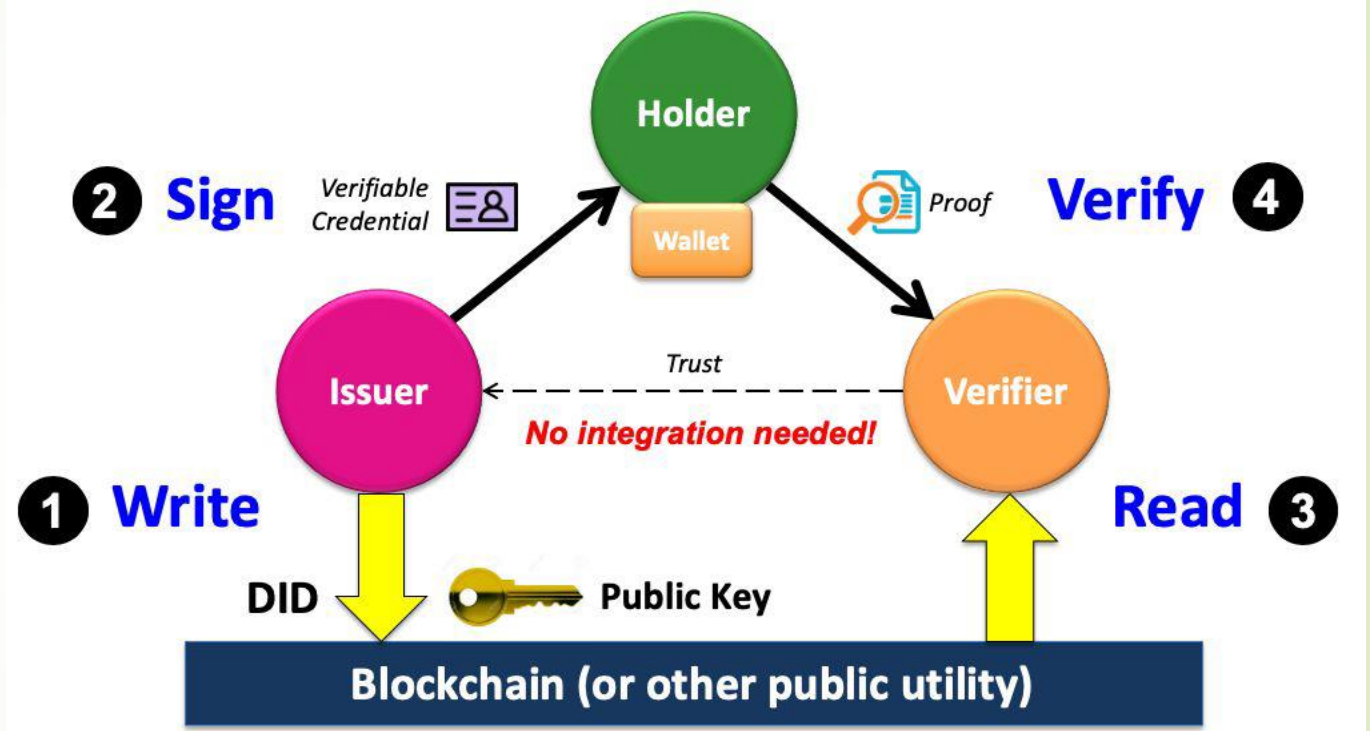 Holder
2 Sign
Verifiable
Credential
Proof
Verify 4
Wallet
Issuer
Trust
Verifier
No integration needed!
1 Write
Read 3
DID
Public Key
Blockchain (or other public utility)